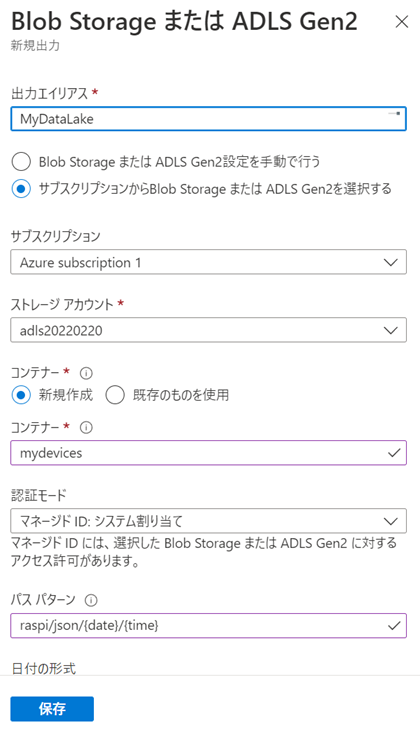 Blob Storage または ADLS Gen2
新規出力
出力エイリアス *
MyDataLake
Blob Storage または ADLS Gen2設定を手動で行う
サブスクリプションからBlob Storage または ADLS Gen2を選択する
サブスクリプション
Azure subscription 1
ストレージ アカウント *
adls20220220
コンテナー *
新規作成 既存のものを使用
コンテナー *
mydevices
認証モード
マネージド ID: システム割り当て
マネージド ID には、選択した Blob Storage または ADLS Gen2 に対する
アクセス許可があります。
パス パターン
raspi/json/{date}/{time}
日付の形式
保存